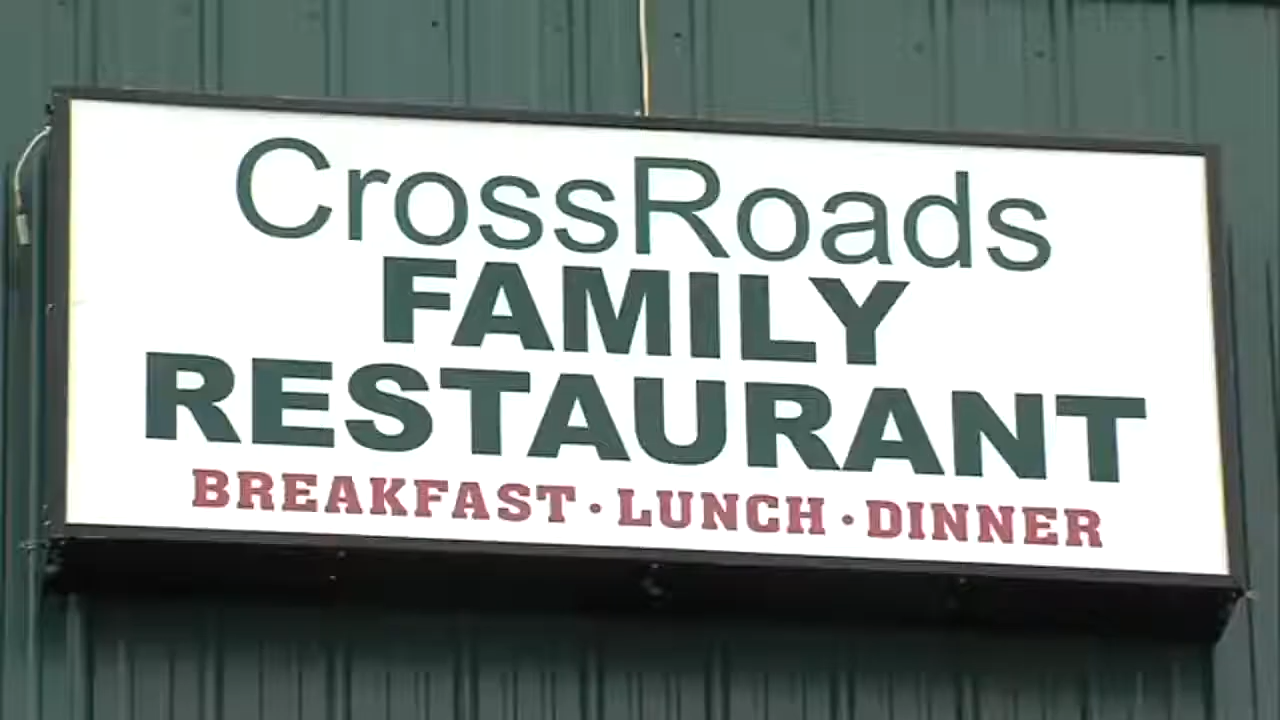 CrossRoads
FAMILY
RESTAURANT
BREAKFAST · LUNCH · DINNER